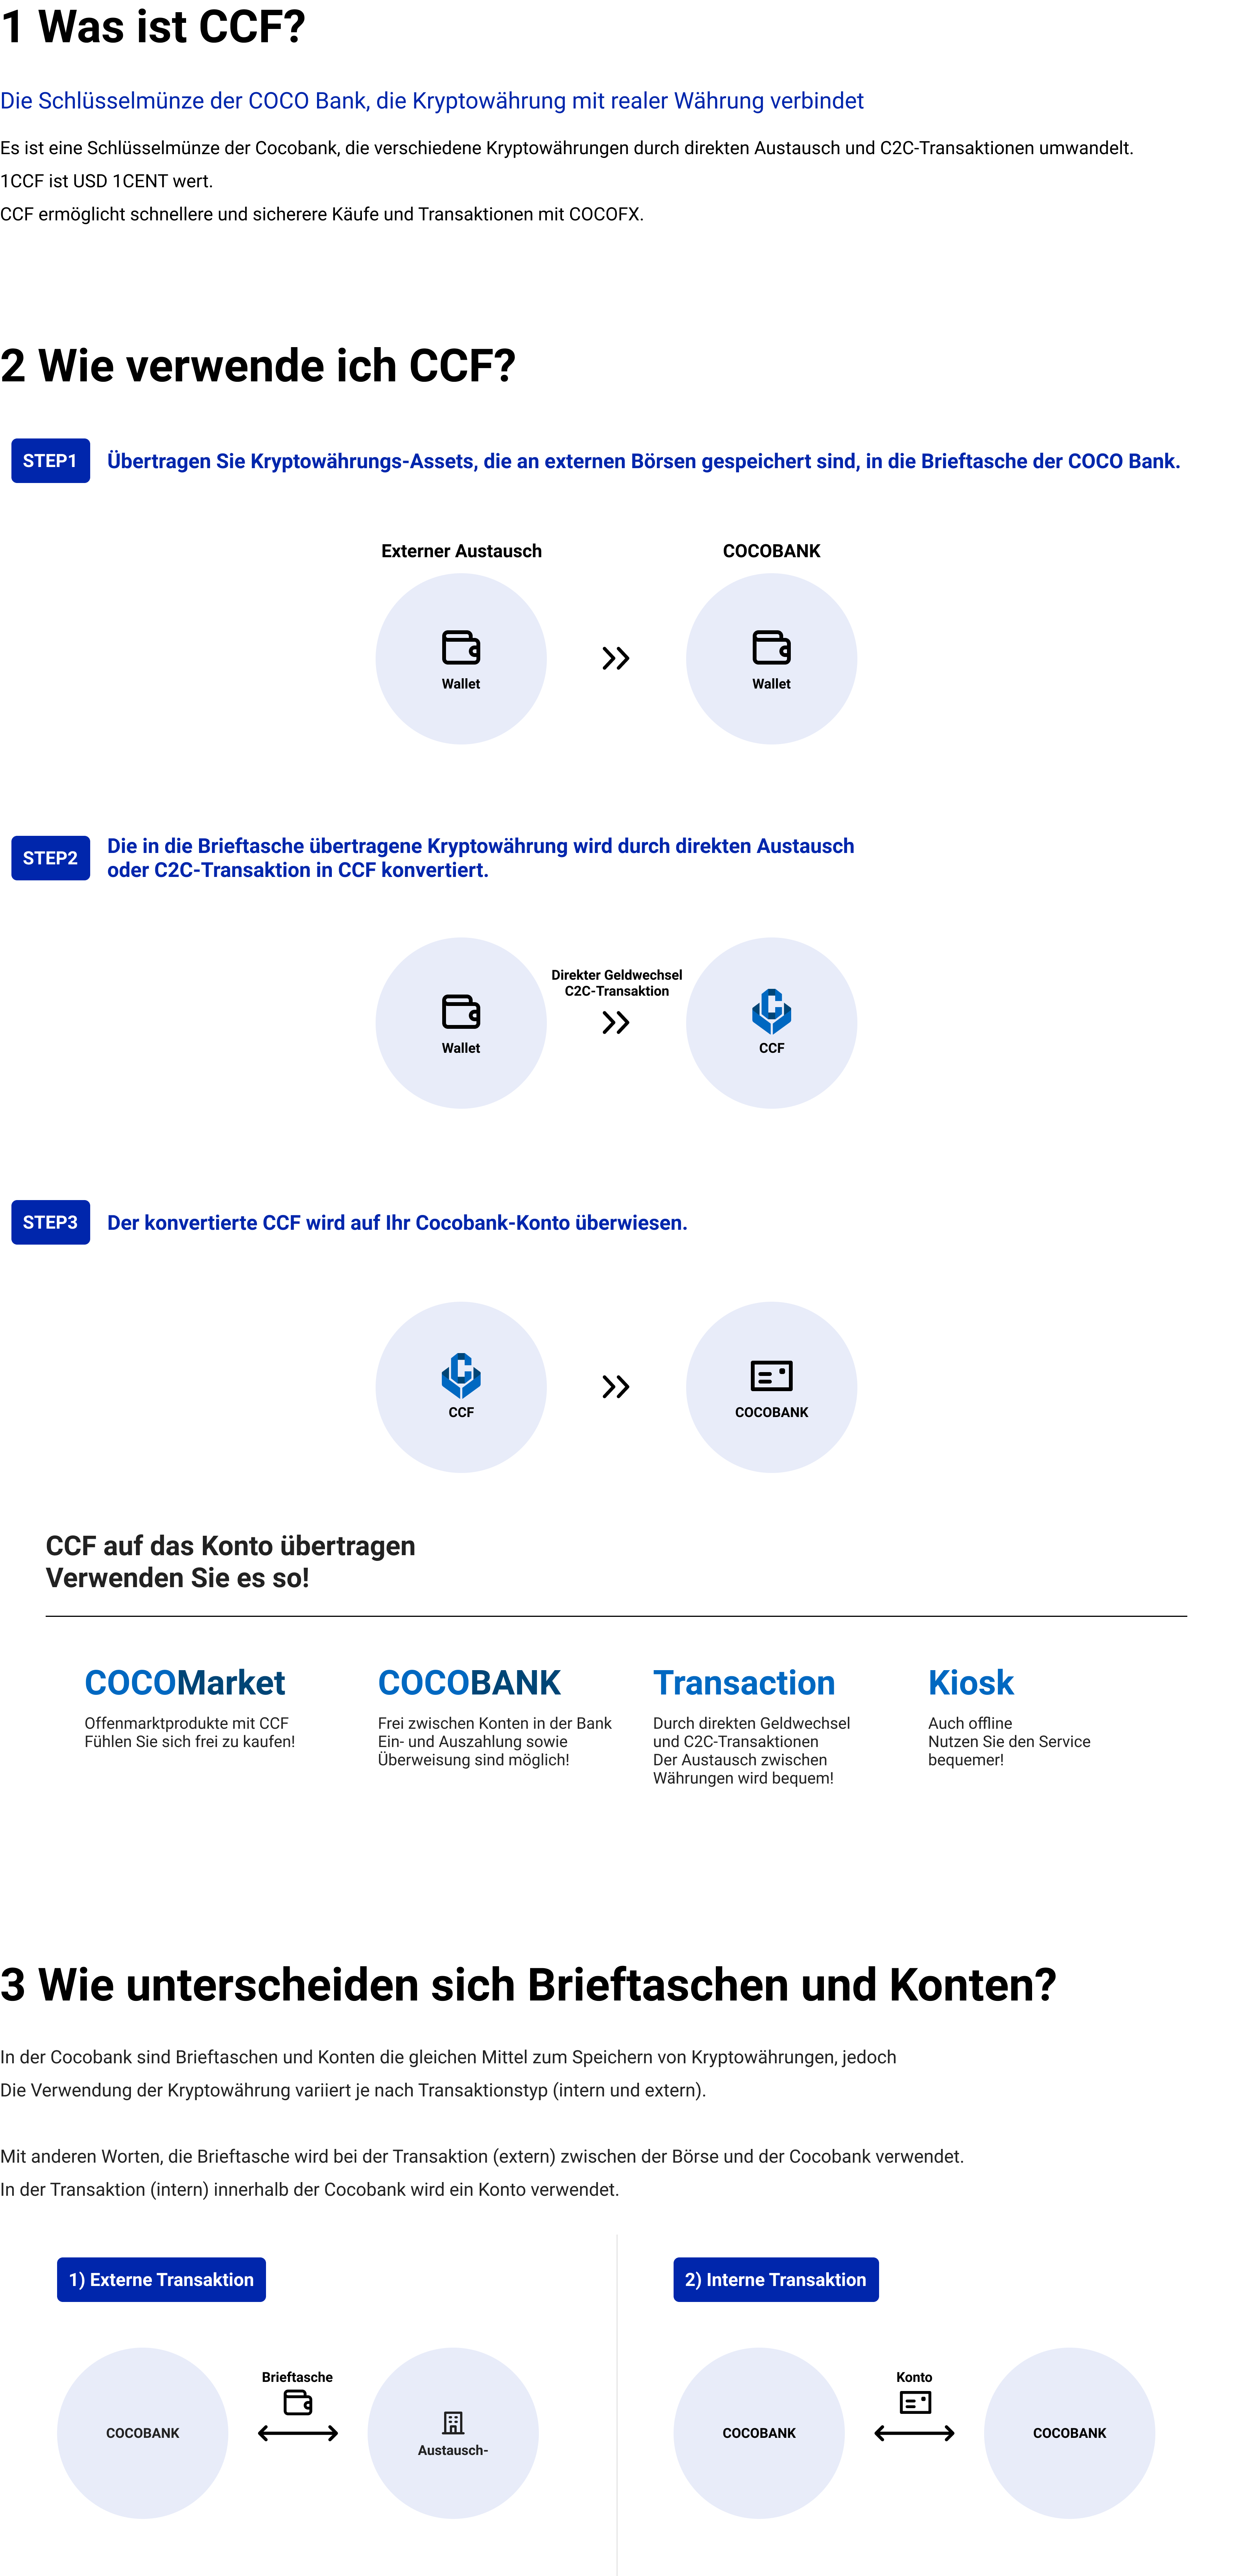 1 Was ist CCF?
Die Schlüsselmünze der COCO Bank, die Kryptowährung mit realer Währung verbindet
Es ist eine Schlüsselmünze der Cocobank, die verschiedene Kryptowährungen durch direkten Austausch und C2C-Transaktionen umwandelt.
1CCF ist USD 1CENT wert.
CCF ermöglicht schnellere und sicherere Käufe und Transaktionen mit COCOFX.
2 Wie verwende ich CCF?
STEP1 Übertragen Sie Kryptowährungs-Assets, die an externen Börsen gespeichert sind, in die Brieftasche der COCO Bank.
Externer Austausch
COCOBANK
Wallet
Wallet
STEP2
Die in die Brieftasche übertragene Kryptowährung wird durch direkten Austausch
oder C2C-Transaktion in CCF konvertiert.
Direkter Geldwechsel
C2C-Transaktion
Wallet
CCF
STEP3 Der konvertierte CCF wird auf Ihr Cocobank-Konto überwiesen.
CCF
COCOBANK
CCF auf das Konto übertragen
Verwenden Sie es so!
COCOMarket
Offenmarktprodukte mit CCF
Fühlen Sie sich frei zu kaufen!
COCOBANK
Frei zwischen Konten in der Bank
Ein- und Auszahlung sowie
Überweisung sind möglich!
Transaction
Durch direkten Geldwechsel
und C2C-Transaktionen
Der Austausch zwischen
Währungen wird bequem!
Kiosk
Auch offline
Nutzen Sie den Service
bequemer!
3 Wie unterscheiden sich Brieftaschen und Konten?
In der Cocobank sind Brieftaschen und Konten die gleichen Mittel zum Speichern von Kryptowährungen, jedoch
Die Verwendung der Kryptowährung variiert je nach Transaktionstyp (intern und extern).
Mit anderen Worten, die Brieftasche wird bei der Transaktion (extern) zwischen der Börse und der Cocobank verwendet.
In der Transaktion (intern) innerhalb der Cocobank wird ein Konto verwendet.
1) Externe Transaktion
COCOBANK
Brieftasche
Austausch-
2) Interne Transaktion
COCOBANK
Konto
COCOBANK